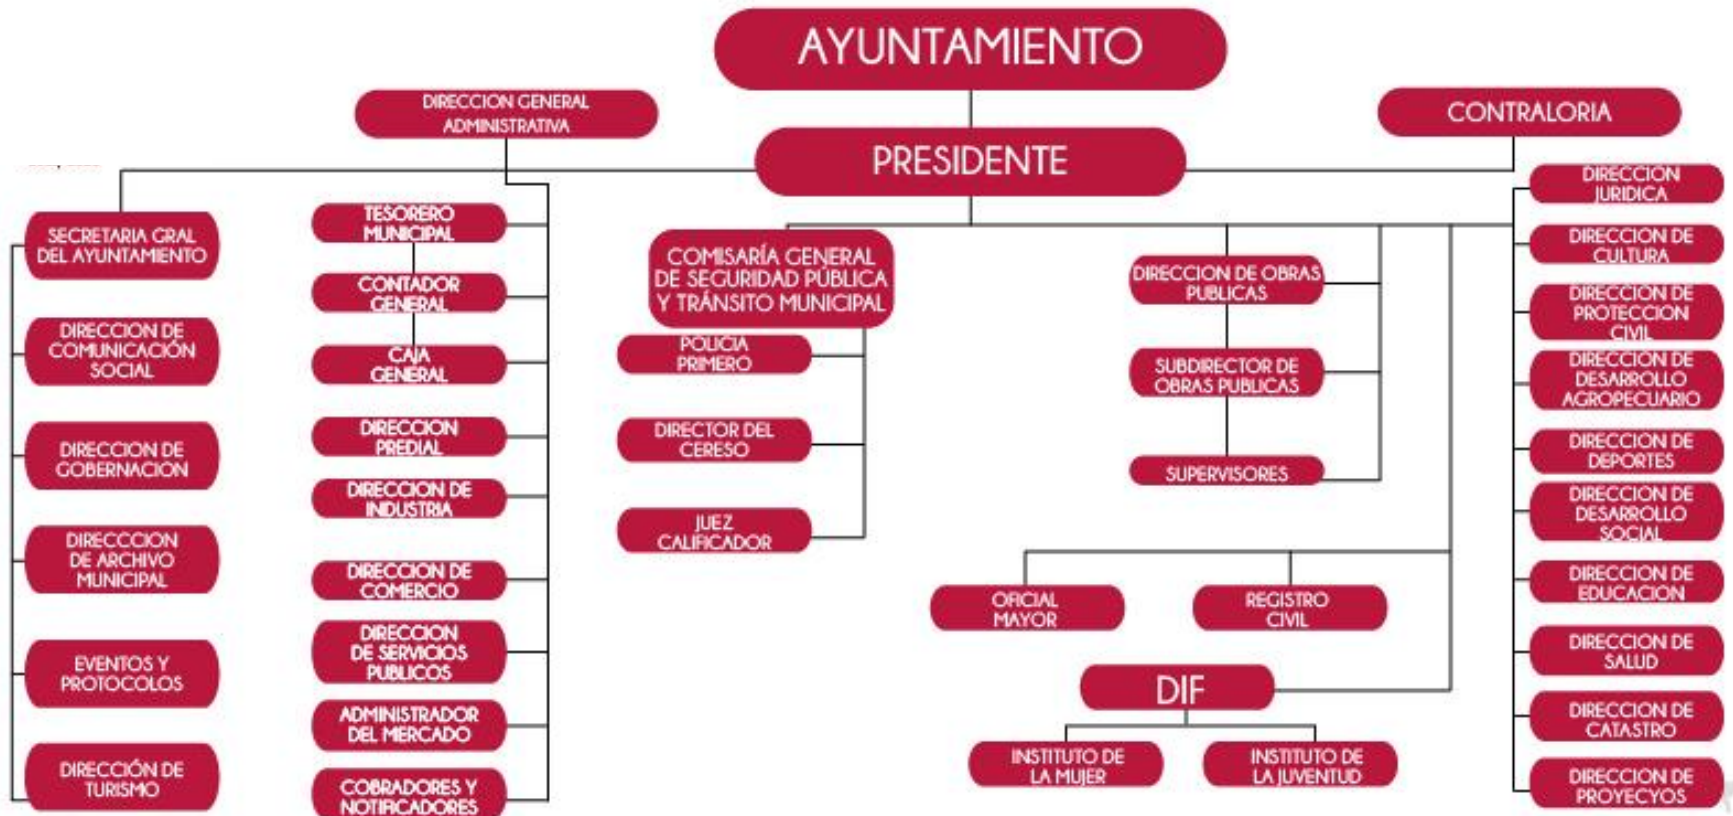 AYUNTAMIENTO
DIRECCION GENERAL
ADMINISTRATIVA
CONTRALORIA
PRESIDENTE
SECRETARIA GRAL
DEL AYUNTAMIENTO
DIRECCION DE
COMUNICACIÓN
SOCIAL
DIRECCION DE
GOBERNACION
DIRECCCION
DE ARCHIVO
MUNICIPAL
EVENTOS Y
PROTOCOLOS
DIRECCIÓN DE
TURISMO
TESORERO
MUNICIPAL
CONTADOR
GENERAL
CAJA
GENERAL
DIRECCION
PREDIAL
DIRECCION DE
INDUSTRIA
DIRECCION DE
COMERCIO
DIRECCION
DE SERVICIOS
PUBLICOS
ADMINISTRADOR
DEL MERCADO
COBRADORES Y
NOTIFICADORES
COMISARÍA GENERAL
DE SEGURIDAD PÚBLICA
Y TRÁNSITO MUNICIPAL
POLICIA
PRIMERO
DIRECTOR DEL
CERESO
JUEZ
CALIFICADOR
DIRECCION DE OBRAS
PUBLICAS
SUBDIRECTOR DE
OBRAS PUBLICAS
SUPERVISORES
OFICIAL
MAYOR
REGISTRO
CIVIL
DIF
INSTITUTO DE
LA MUJER
INSTITUTO DE
LA JUVENTUD
DIRECCION
JURIDICA
DIRECCION DE
CULTURA
DIRECCION DE
PROTECCION
CIVIL
DIRECCION DE
DESARROLLO
AGROPECUARIO
DIRECCION DE
DEPORTES
DIRECCION DE
DESARROLLO
SOCIAL
DIRECCION DE
EDUCACION
DIRECCION DE
SALUD
DIRECCION DE
CATASTRO
DIRECCION DE
PROYECYOS